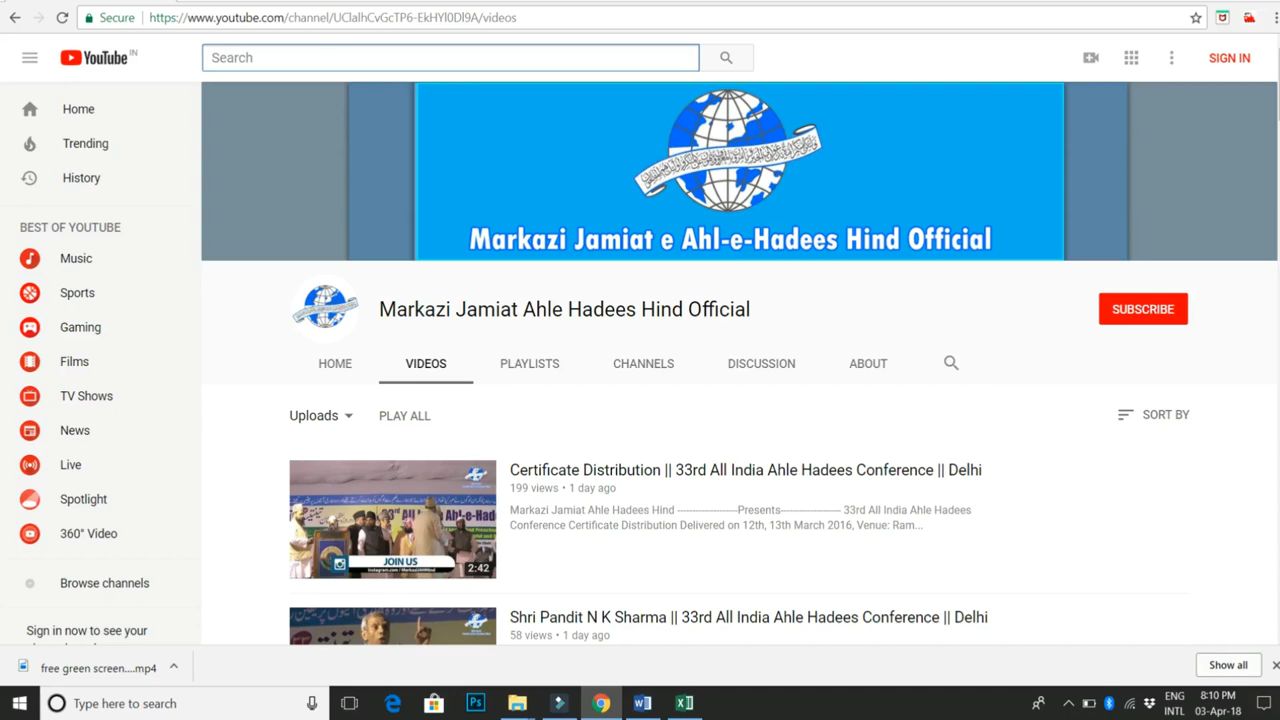 Secure
https://www.youtube.com/channel/UClalhCvGcTP6-EkHYl0Dl9A/videos
YouTube IN
Search
SIGN IN
Home
Trending
History
BEST OF YOUTUBE
Music
Sports
Gaming
Films
TV Shows
News
Live
Spotlight
360° Video
Browse channels
Sign in now to see your
Markazi Jamiat e Ahl-e-Hadees Hind Official
Markazi Jamiat Ahle Hadees Hind Official
SUBSCRIBE
HOME VIDEOS PLAYLISTS CHANNELS DISCUSSION ABOUT
Uploads PLAY ALL SORT BY
33rd All India Ahl-e-Ha
JOIN US
2:42
Certificate Distribution || 33rd All India Ahle Hadees Conference || Delhi
199 views • 1 day ago
Markazi Jamiat Ahle Hadees Hind --------------------Presents-------------------- 33rd All India Ahle Hadees
Conference Certificate Distribution Delivered on 12th, 13th March 2016, Venue: Ram...
Shri Pandit N K Sharma || 33rd All India Ahle Hadees Conference || Delhi
58 views • 1 day ago
free green screen....mp4
Show all
Type here to search
Ps
ENG
INTL
8:10 PM
03-Apr-18